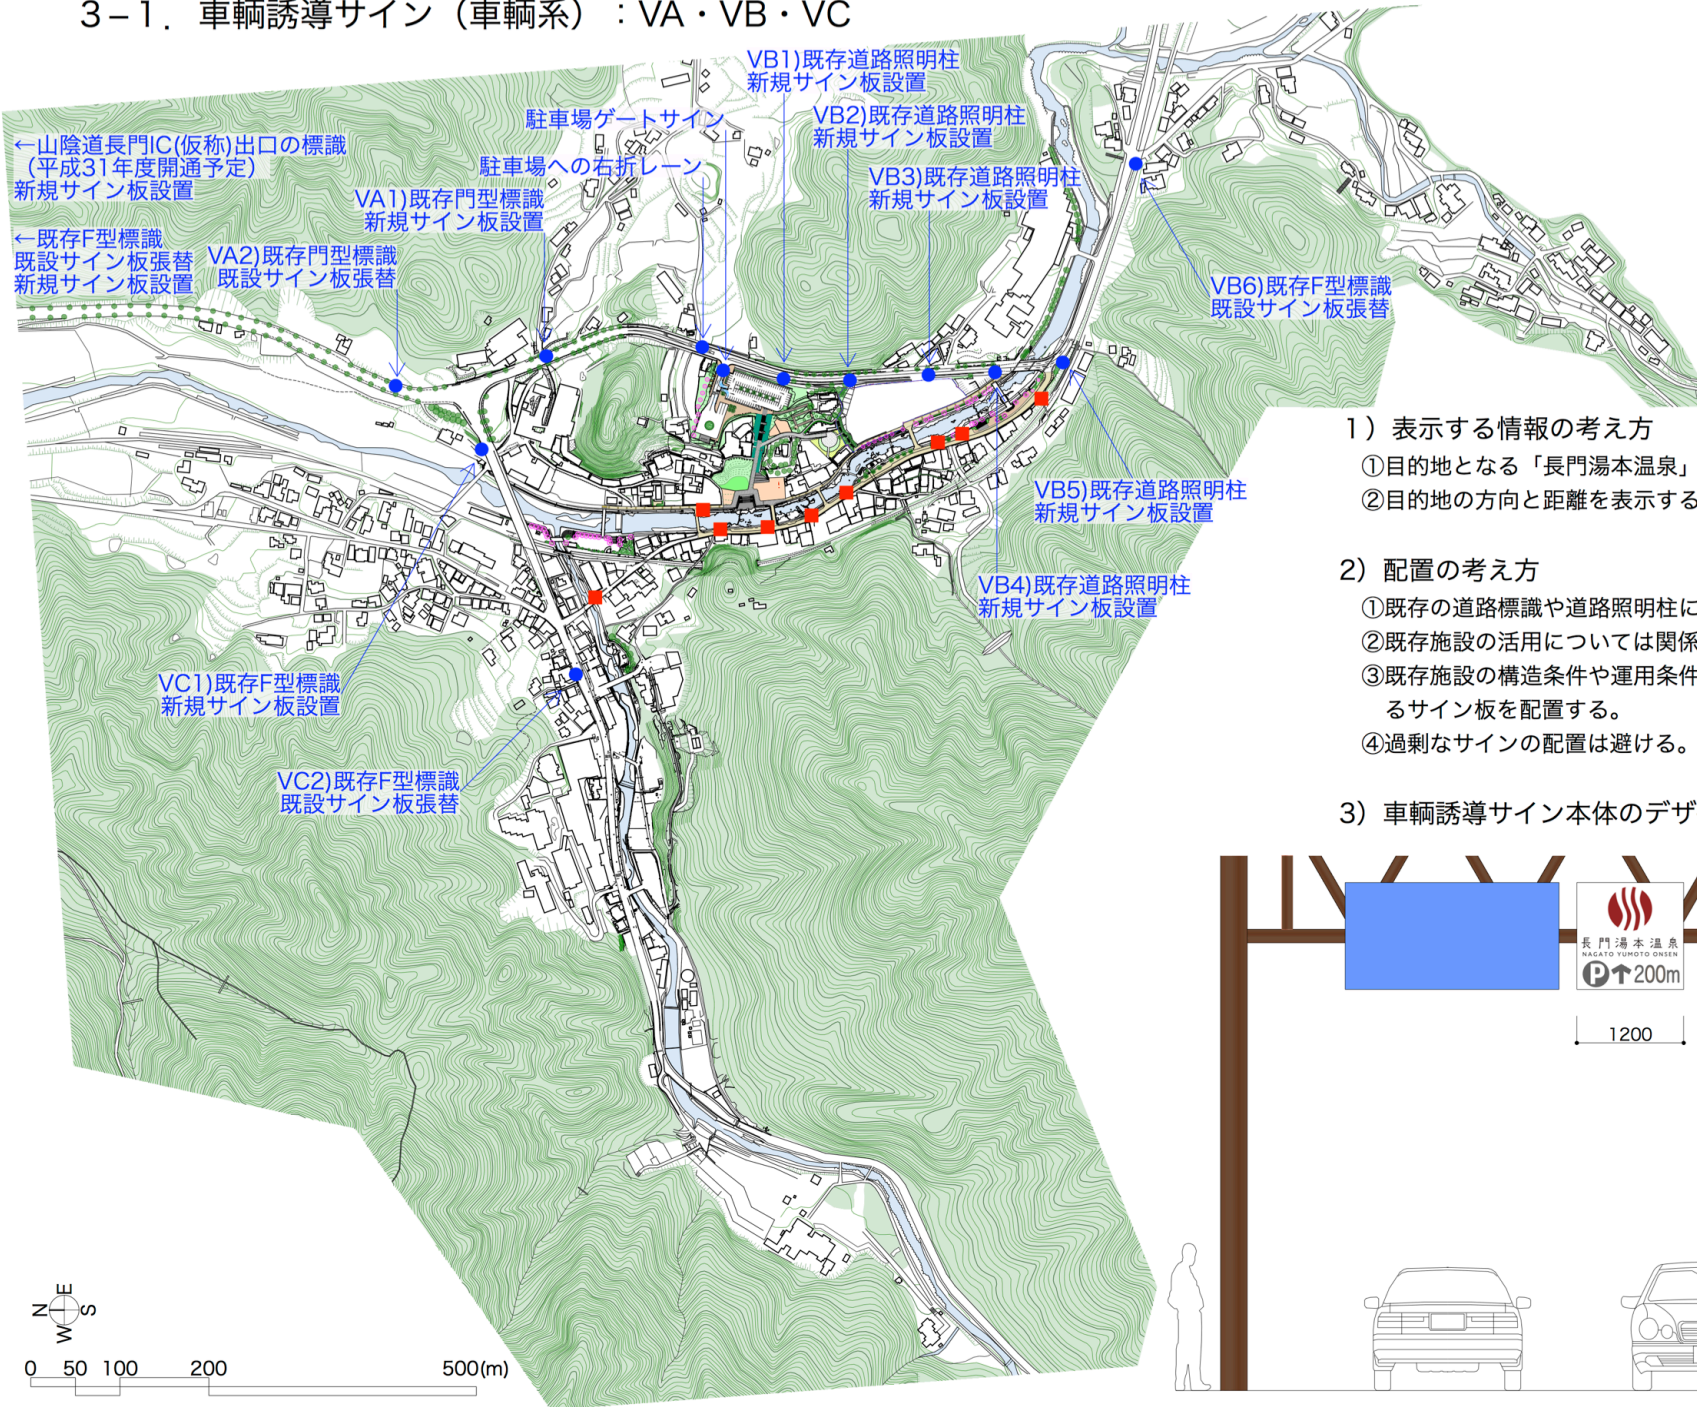 3−1．車輌誘導サイン（車輌系）：VA・VB・VC
VB1)既存道路照明柱
新規サイン板設置
駐車場ゲートサイン
VB2)既存道路照明柱
新規サイン板設置
←山陰道長門IC(仮称)出口の標識
（平成31年度開通予定）
新規サイン板設置
駐車場への右折レーン
VB3)既存道路照明柱
新規サイン板設置
VA1)既存門型標識
新規サイン板設置
←既存F型標識
既設サイン板張替
新規サイン板設置
VA2)既存門型標識
既設サイン板張替
VB6)既存F型標識
既設サイン板張替
VB5)既存道路照明柱
新規サイン板設置
VB4)既存道路照明柱
新規サイン板設置
VC1)既存F型標識
新規サイン板設置
VC2)既存F型標識
既設サイン板張替
1）表示する情報の考え方
①目的地となる「長門湯本温泉」
②目的地の方向と距離を表示する
2）配置の考え方
①既存の道路標識や道路照明柱に
②既存施設の活用については関係
③既存施設の構造条件や運用条件
るサイン板を配置する。
④過剰なサインの配置は避ける。
3）車輌誘導サイン本体のデザ
長門湯本温泉
NAGATO YUMOTO ONSEN
P↑200m
1200
N E S W
0 50 100 200 500(m)